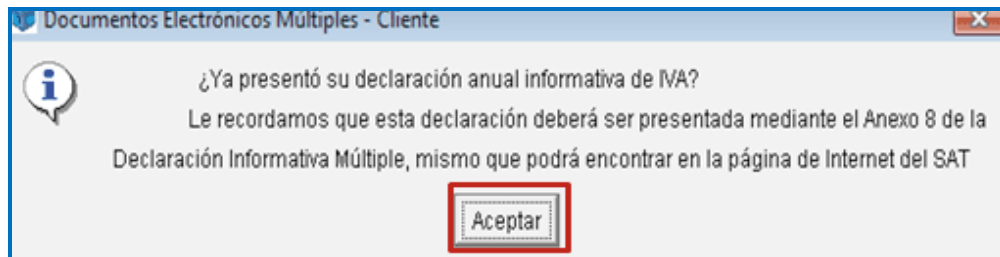 Documentos Electrónicos Múltiples - Cliente
¿Ya presentó su declaración anual informativa de IVA?
Le recordamos que esta declaración deberá ser presentada mediante el Anexo 8 de la
Declaración Informativa Múltiple, mismo que podrá encontrar en la página de Internet del SAT
Aceptar